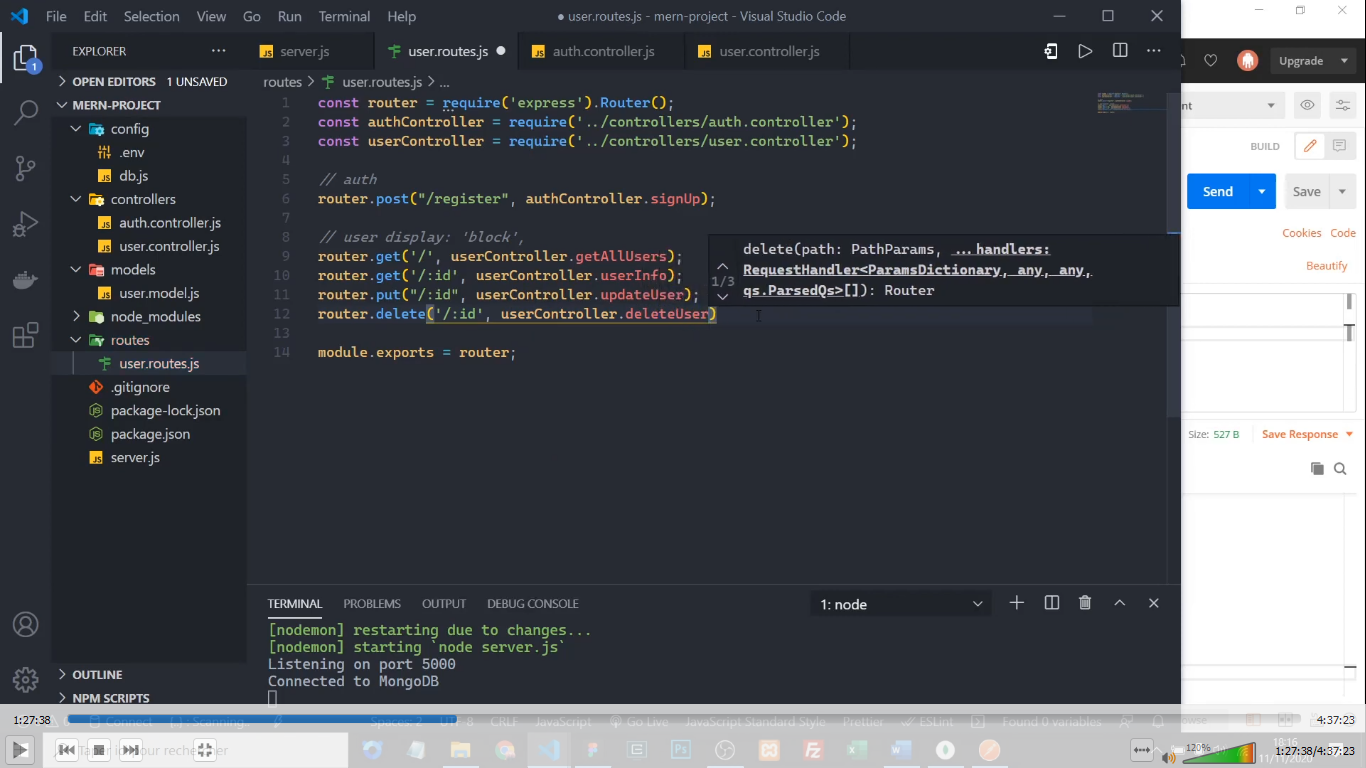 File Edit Selection View Go Run Terminal Help
● user.routes.js - mern-project - Visual Studio Code
EXPLORER
server.js
user.routes.js
auth.controller.js
user.controller.js
Upgrade
OPEN EDITORS 1 UNSAVED
routes > user.routes.js > ...
MERN-PROJECT
config
.env
db.js
controllers
auth.controller.js
user.controller.js
models
user.model.js
node_modules
routes
user.routes.js
.gitignore
package-lock.json
package.json
server.js
OUTLINE
NPM SCRIPTS
1
1 const router = require('express').Router();
2 const authController = require('../controllers/auth.controller');
3 const userController = require('../controllers/user.controller');
4
5 // auth
6 router.post("/register", authController.signUp);
7
8 // user display: 'block',
9 router.get('/', userController.getAllUsers);
10 router.get('/:id', userController.userInfo);
11 router.put("/:id", userController.updateUser);
12 router.delete('/:id', userController.deleteUser)
13
14 module.exports = router;
delete(path: PathParams, ...handlers:
1/3 RequestHandler<ParamsDictionary, any, any,
qs.ParsedQs>[]): Router
nt
BUILD
Send
Save
Cookies Code
Beautify
Size: 527 B
Save Response
TERMINAL PROBLEMS OUTPUT DEBUG CONSOLE
1: node
[nodemon] restarting due to changes...
[nodemon] starting `node server.js`
Listening on port 5000
Connected to MongoDB
1:27:38
4:37:23
Connect
Scanning..
Spaces: 2
UTF-8
CRLF
JavaScript
Go Live
JavaScript Standard Style
Prettier
ESLint
Found 0 variables
ici pour rechercher
120%
18:16
11/11/2020
1:27:38/4:37:23